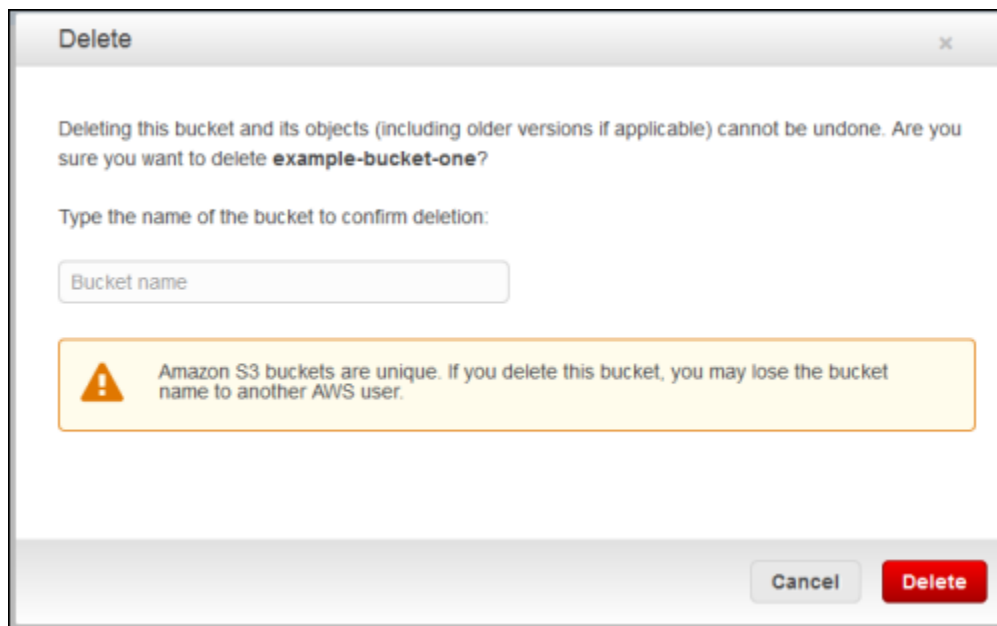 Delete
×
Deleting this bucket and its objects (including older versions if applicable) cannot be undone. Are you
sure you want to delete example-bucket-one?
Type the name of the bucket to confirm deletion:
Bucket name
Amazon S3 buckets are unique. If you delete this bucket, you may lose the bucket
name to another AWS user.
Cancel Delete